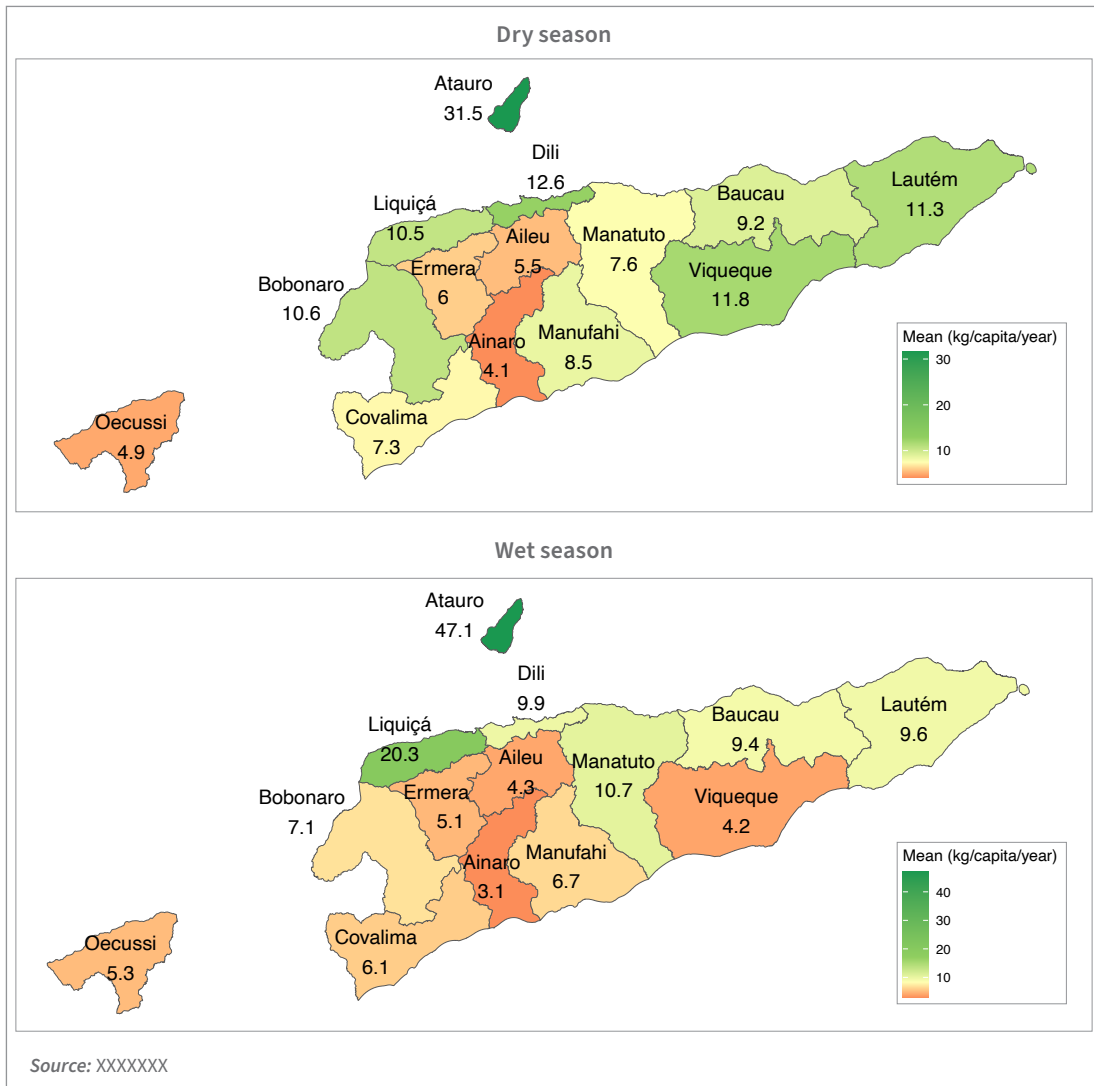 Dry season
Atauro
31.5
Dili
12.6
Liquiçá
10.5
Aileu
5.5
Ermera
6
Bobonaro
10.6
Ainaro
4.1
Manatuto
7.6
Manufahi
8.5
Baucau
9.2
Viqueque
11.8
Lautém
11.3
Covalima
7.3
Oecussi
4.9
Mean (kg/capita/year)
30
20
10
Wet season
Atauro
47.1
Dili
9.9
Liquiçá
20.3
Aileu
4.3
Ermera
5.1
Bobonaro
7.1
Ainaro
3.1
Manatuto
10.7
Manufahi
6.7
Baucau
9.4
Viqueque
4.2
Lautém
9.6
Covalima
6.1
Oecussi
5.3
Mean (kg/capita/year)
40
30
20
10
Source: XXXXXXX